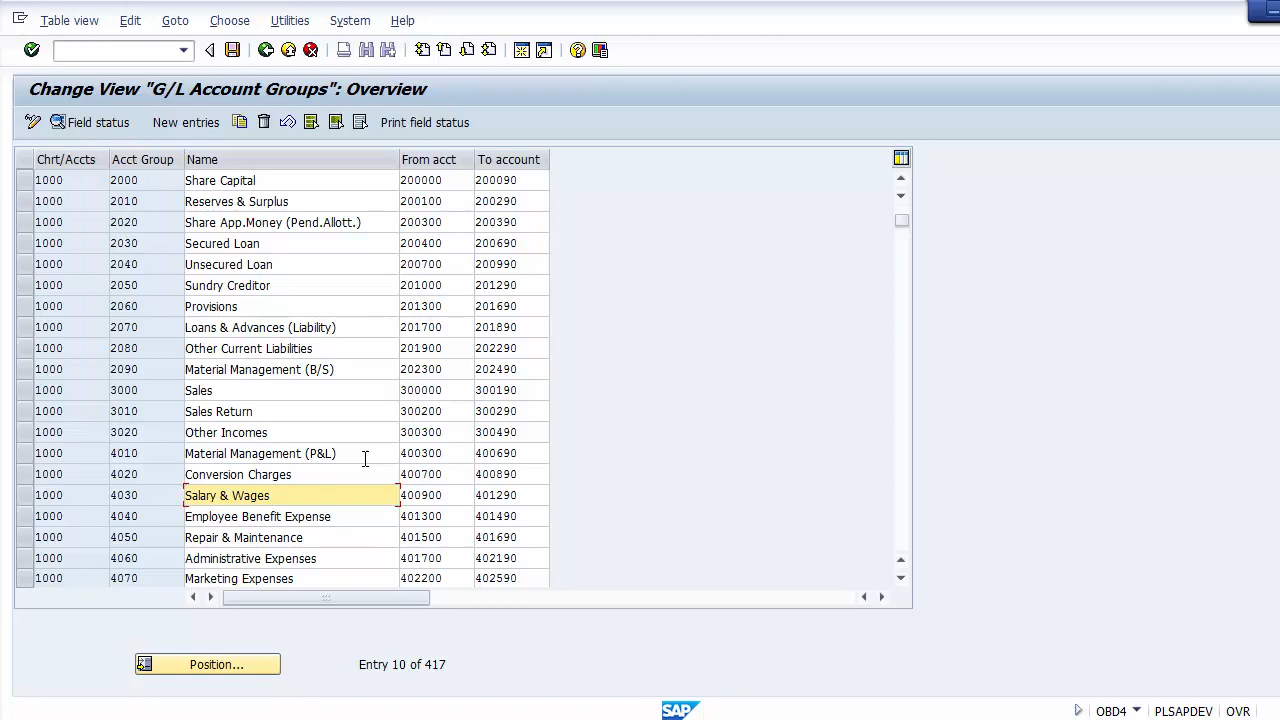 Table view Edit Goto Choose Utilities System Help
Change View "G/L Account Groups": Overview
Field status New entries Print field status
Chrt/Accts Acct Group Name From acct To account
1000 2000 Share Capital 200000 200090
1000 2010 Reserves & Surplus 200100 200290
1000 2020 Share App.Money (Pend.Allott.) 200300 200390
1000 2030 Secured Loan 200400 200690
1000 2040 Unsecured Loan 200700 200990
1000 2050 Sundry Creditor 201000 201290
1000 2060 Provisions 201300 201690
1000 2070 Loans & Advances (Liability) 201700 201890
1000 2080 Other Current Liabilities 201900 202290
1000 2090 Material Management (B/S) 202300 202490
1000 3000 Sales 300000 300190
1000 3010 Sales Return 300200 300290
1000 3020 Other Incomes 300300 300490
1000 4010 Material Management (P&L) 400300 400690
1000 4020 Conversion Charges 400700 400890
1000 4030 Salary & Wages 400900 401290
1000 4040 Employee Benefit Expense 401300 401490
1000 4050 Repair & Maintenance 401500 401690
1000 4060 Administrative Expenses 401700 402190
1000 4070 Marketing Expenses 402200 402590
Position... Entry 10 of 417
SAP OBD4 PLSAPDEV OVR